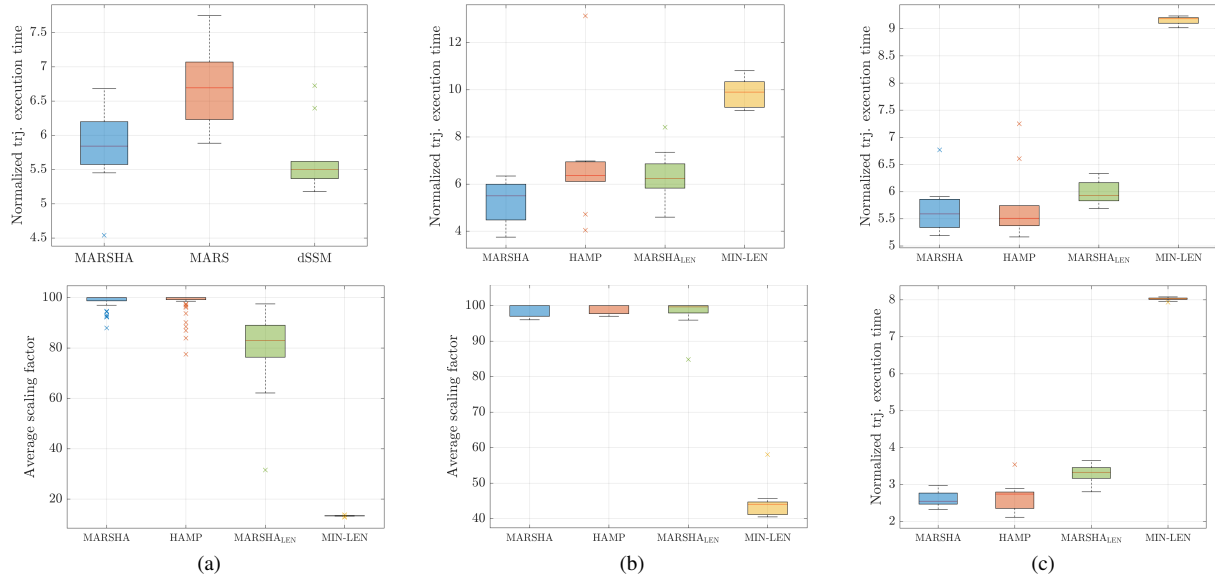 Normalized trj. execution time
7.5
7
6.5
6
5.5
5
4.5
MARSHA MARS dSSM
Normalized trj. execution time
12
10
8
6
4
MARSHA HAMP MARSHA_LEN MIN-LEN
Normalized trj. execution time
9
8.5
8
7.5
7
6.5
6
5.5
5
MARSHA HAMP MARSHA_LEN MIN-LEN
Average scaling factor
100
80
60
40
20
MARSHA HAMP MARSHA_LEN MIN-LEN
(a)
Average scaling factor
100
90
80
70
60
50
40
MARSHA HAMP MARSHA_LEN MIN-LEN
(b)
Normalized trj. execution time
8
7
6
5
4
3
2
MARSHA HAMP MARSHA_LEN MIN-LEN
(c)